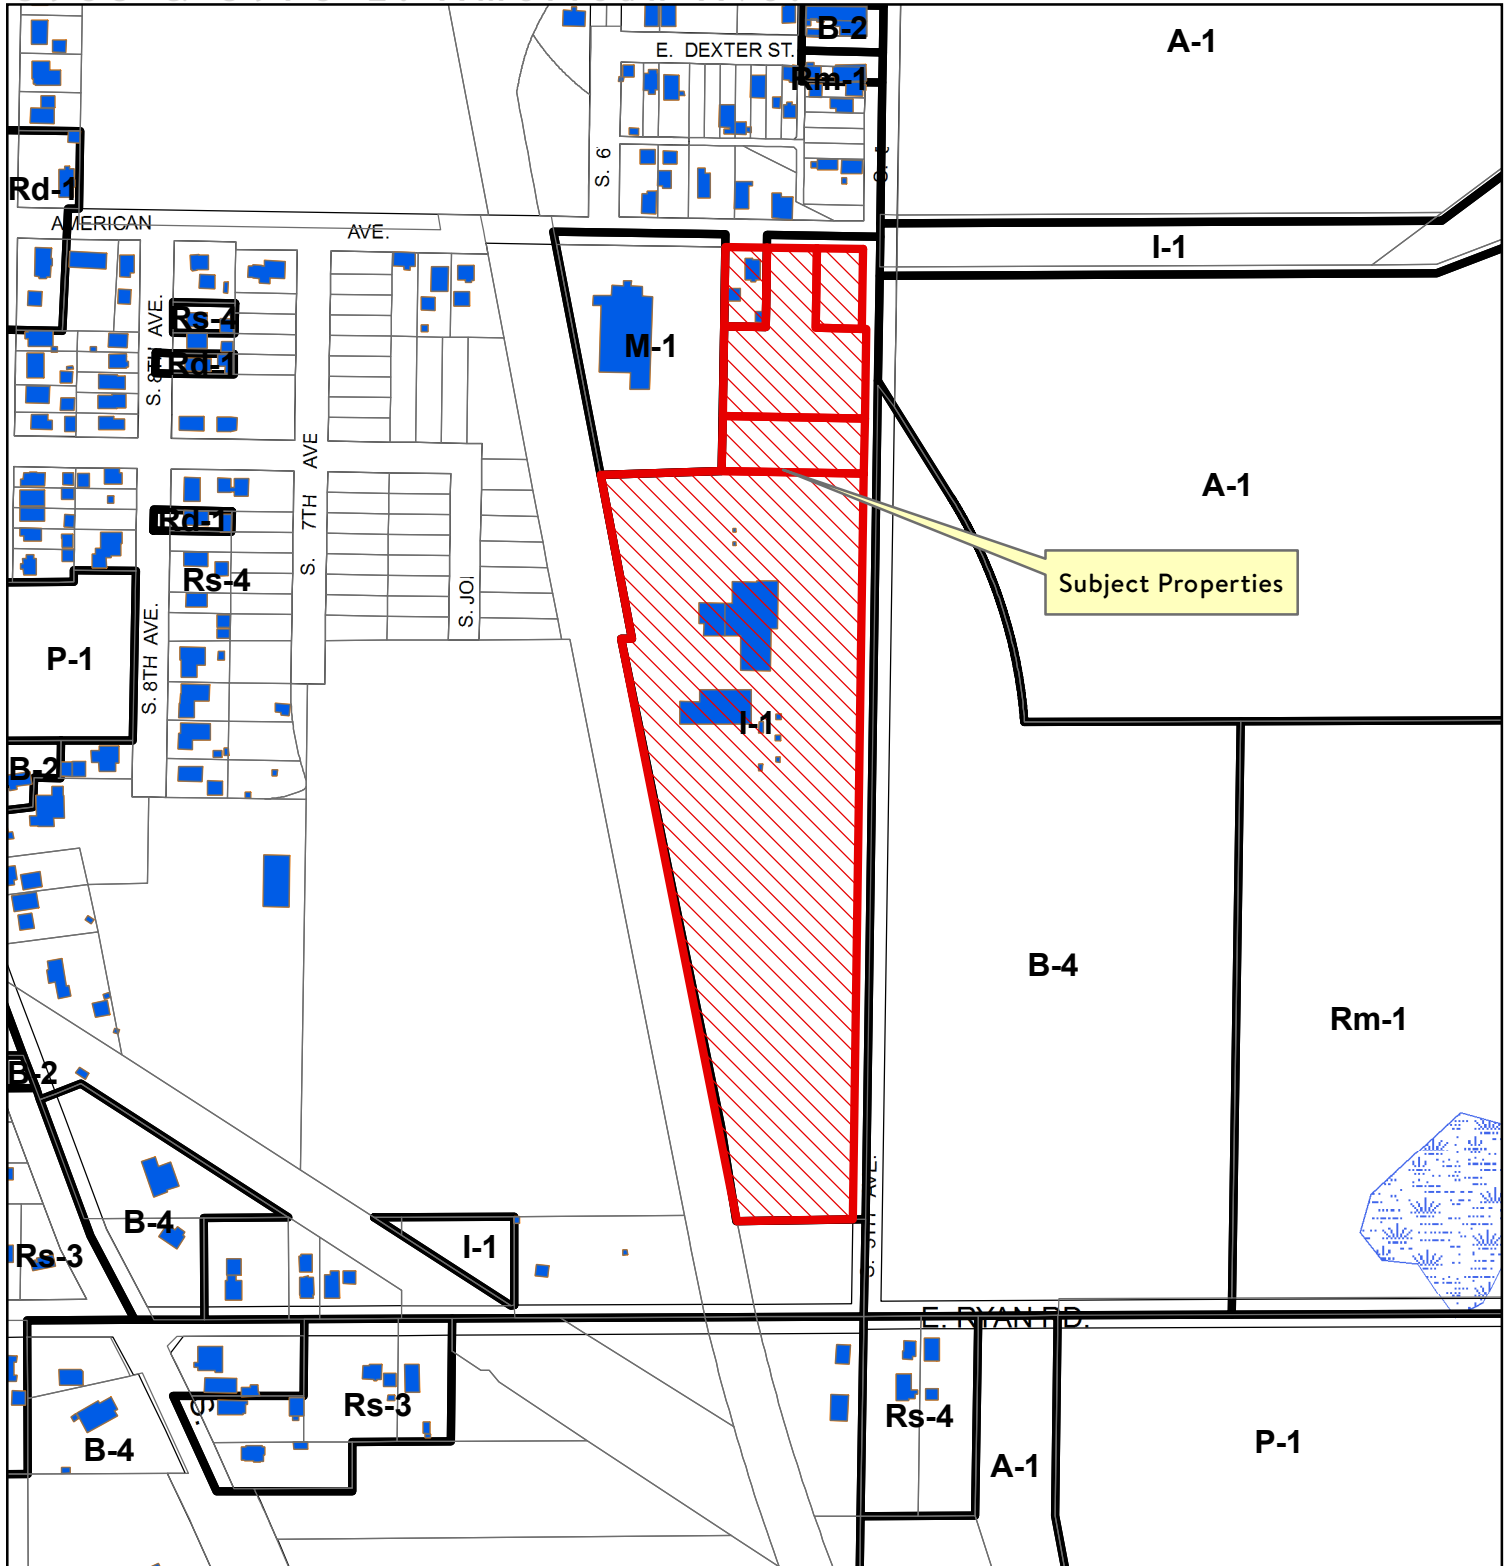 B-2
A-1
E. DEXTER ST.
Rm-1
S. 6
Rd-1
AMERICAN
AVE.
I-1
Rs-4
S. 8TH AVE.
M-1
Rd-1
S. 7TH AVE
A-1
Rd-1
Rs-4
Subject Properties
S. JOI
P-1
S. 8TH AVE.
I-1
B-2
B-4
Rm-1
B-2
B-4
I-1
Rs-3
E. RYAN RD.
Rs-3
Rs-4
B-4
A-1
P-1